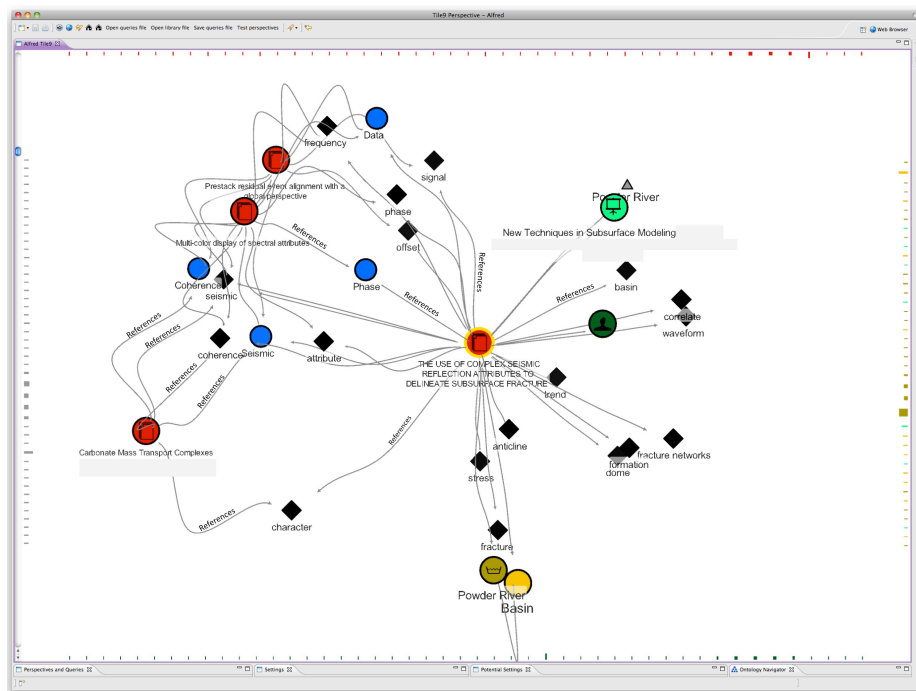 Tile9 Perspective - Alfred
Open queries file Open library file Save queries file Test perspectives
Web Browser
Alfred Tile9
Data
frequency
signal
Prestack residual event alignment with a
global perspective
phase
Powder River
offset
Multi-color display of spectral attributes
References
New Techniques in Subsurface Modeling
References
Coherence
seismic
Phase
basin
References
References
correlate
waveform
References
References
coherence
Seismic
attribute
THE USE OF COMPLEX SEISMIC
REFLECTION ATTRIBUTES TO
DELINEATE SUBSURFACE FRACTURE
References
References
trend
References
anticline
Carbonate Mass Transport Complexes
fracture networks
formation
dome
stress
References
character
fracture
Powder River
Basin
Perspectives and Queries
Settings
Potential Settings
Ontology Navigator